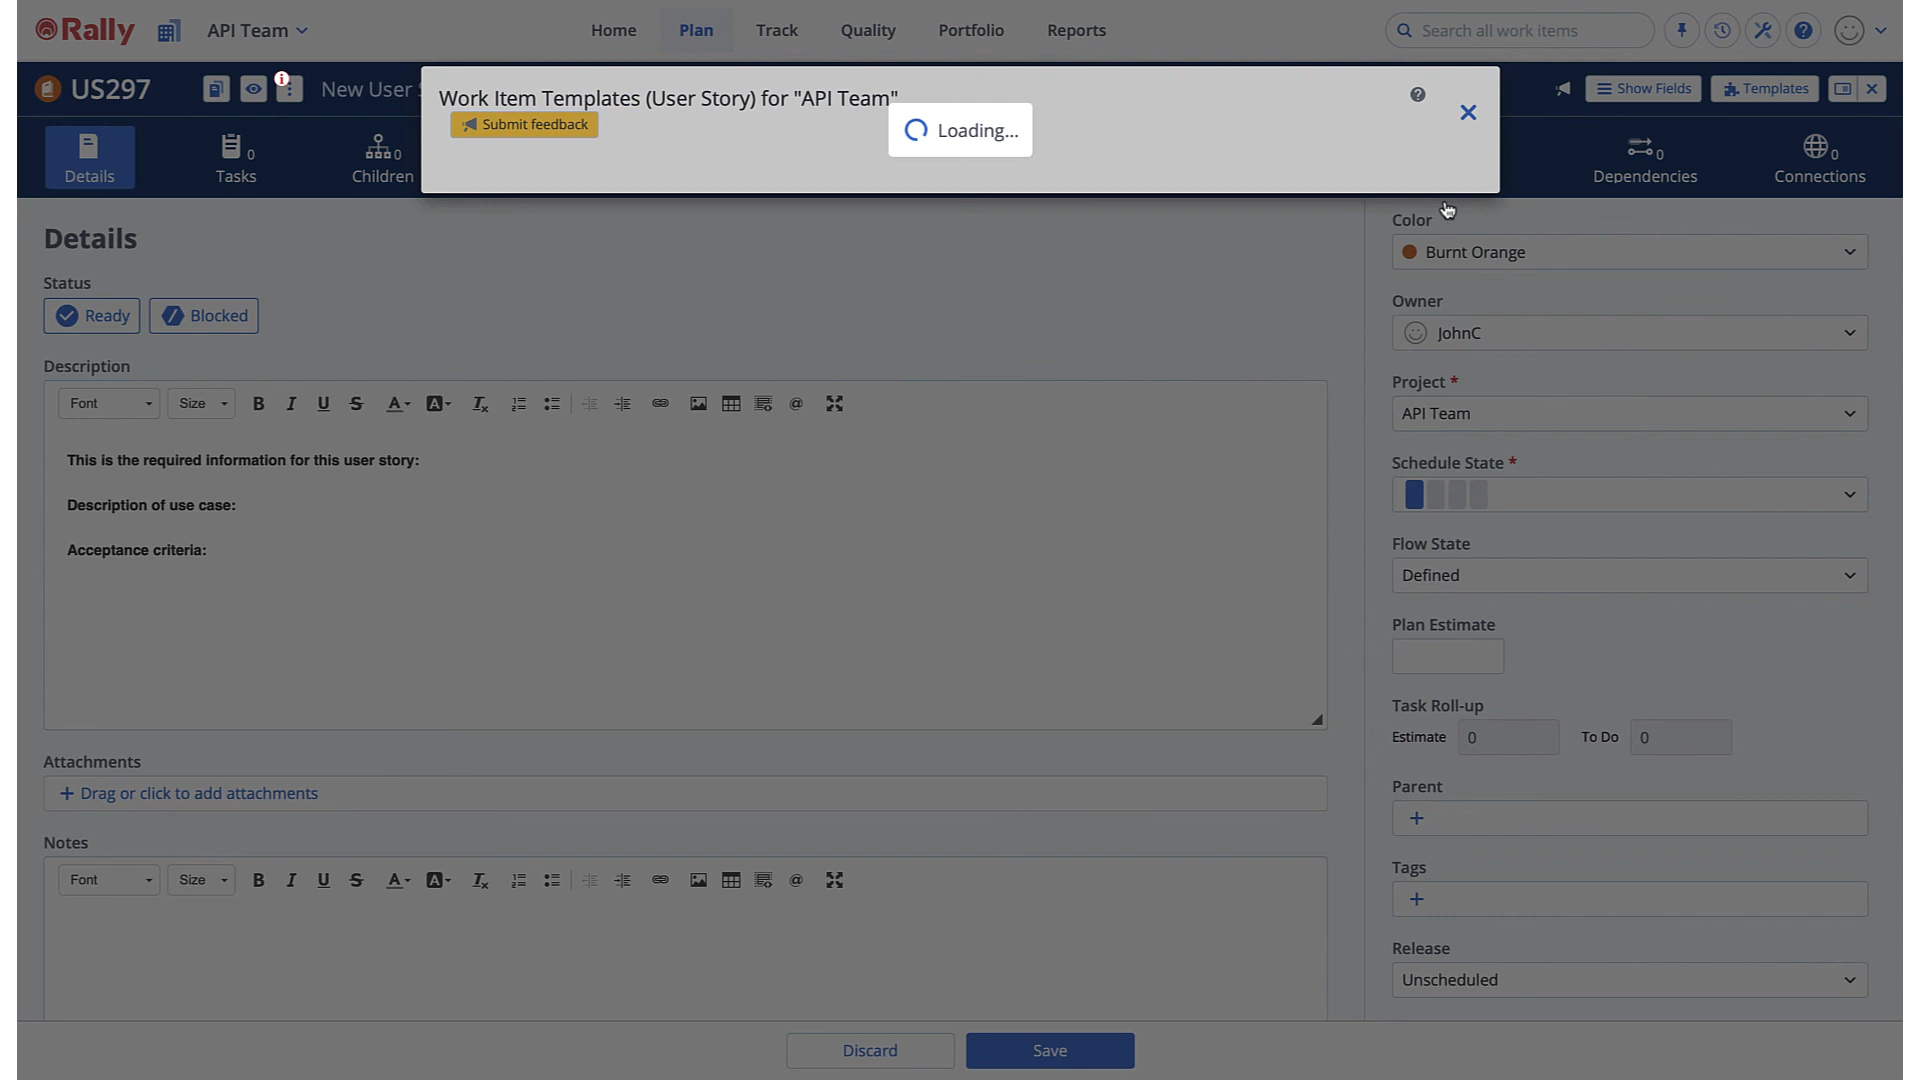 Rally API Team Home Plan Track Quality Portfolio Reports Search all work items
US297 New User Show Fields Templates
Work Item Templates (User Story) for "API Team"
Submit feedback
Loading...
Details Tasks 0 Children 0 Dependencies 0 Connections 0
Details
Status
Ready Blocked
Description
Font Size B I U S A A Tx @
This is the required information for this user story:
Description of use case:
Acceptance criteria:
Attachments
+ Drag or click to add attachments
Notes
Font Size B I U S A A Tx @
Color
Burnt Orange
Owner
JohnC
Project *
API Team
Schedule State *
Flow State
Defined
Plan Estimate
Task Roll-up
Estimate 0 To Do 0
Parent
+
Tags
+
Release
Unscheduled
Discard Save